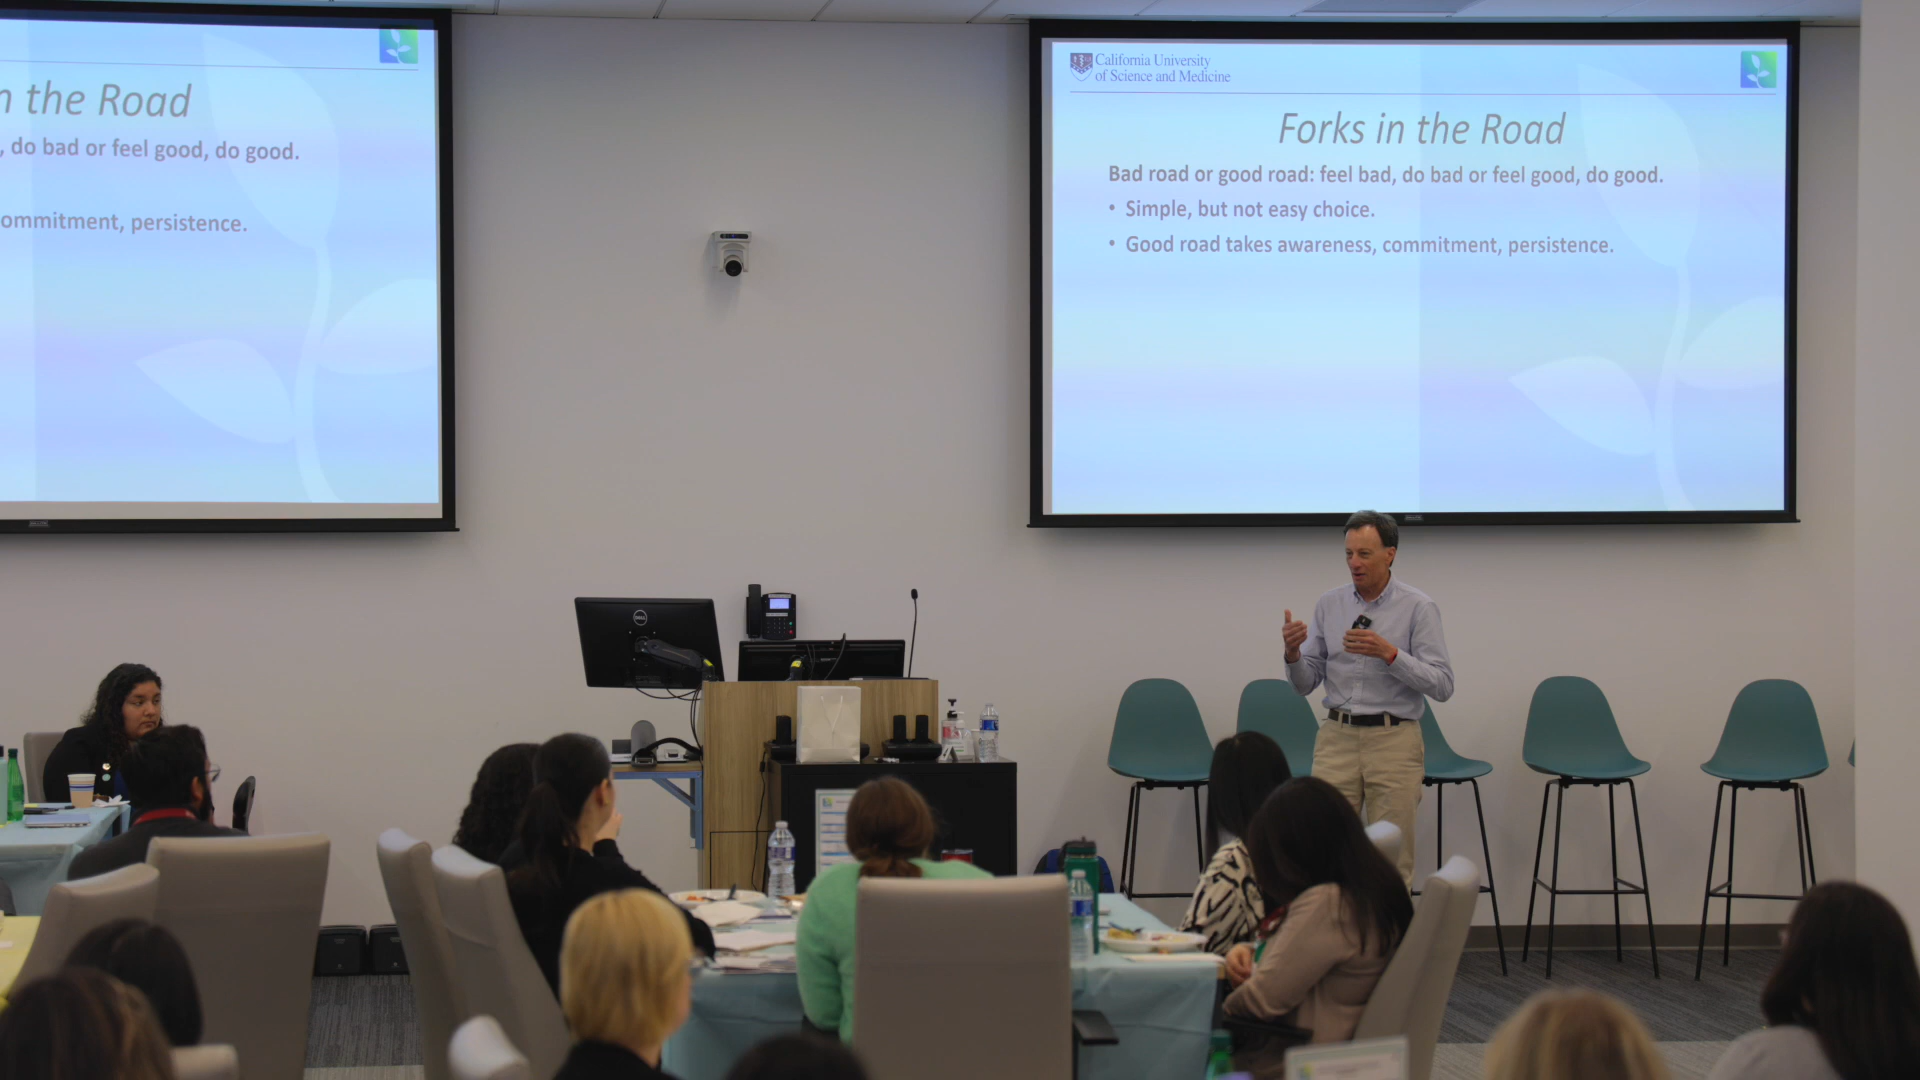 n the Road
, do bad or feel good, do good.
ommitment, persistence.
California University
of Science and Medicine
Forks in the Road
Bad road or good road: feel bad, do bad or feel good, do good.
• Simple, but not easy choice.
• Good road takes awareness, commitment, persistence.
DELL